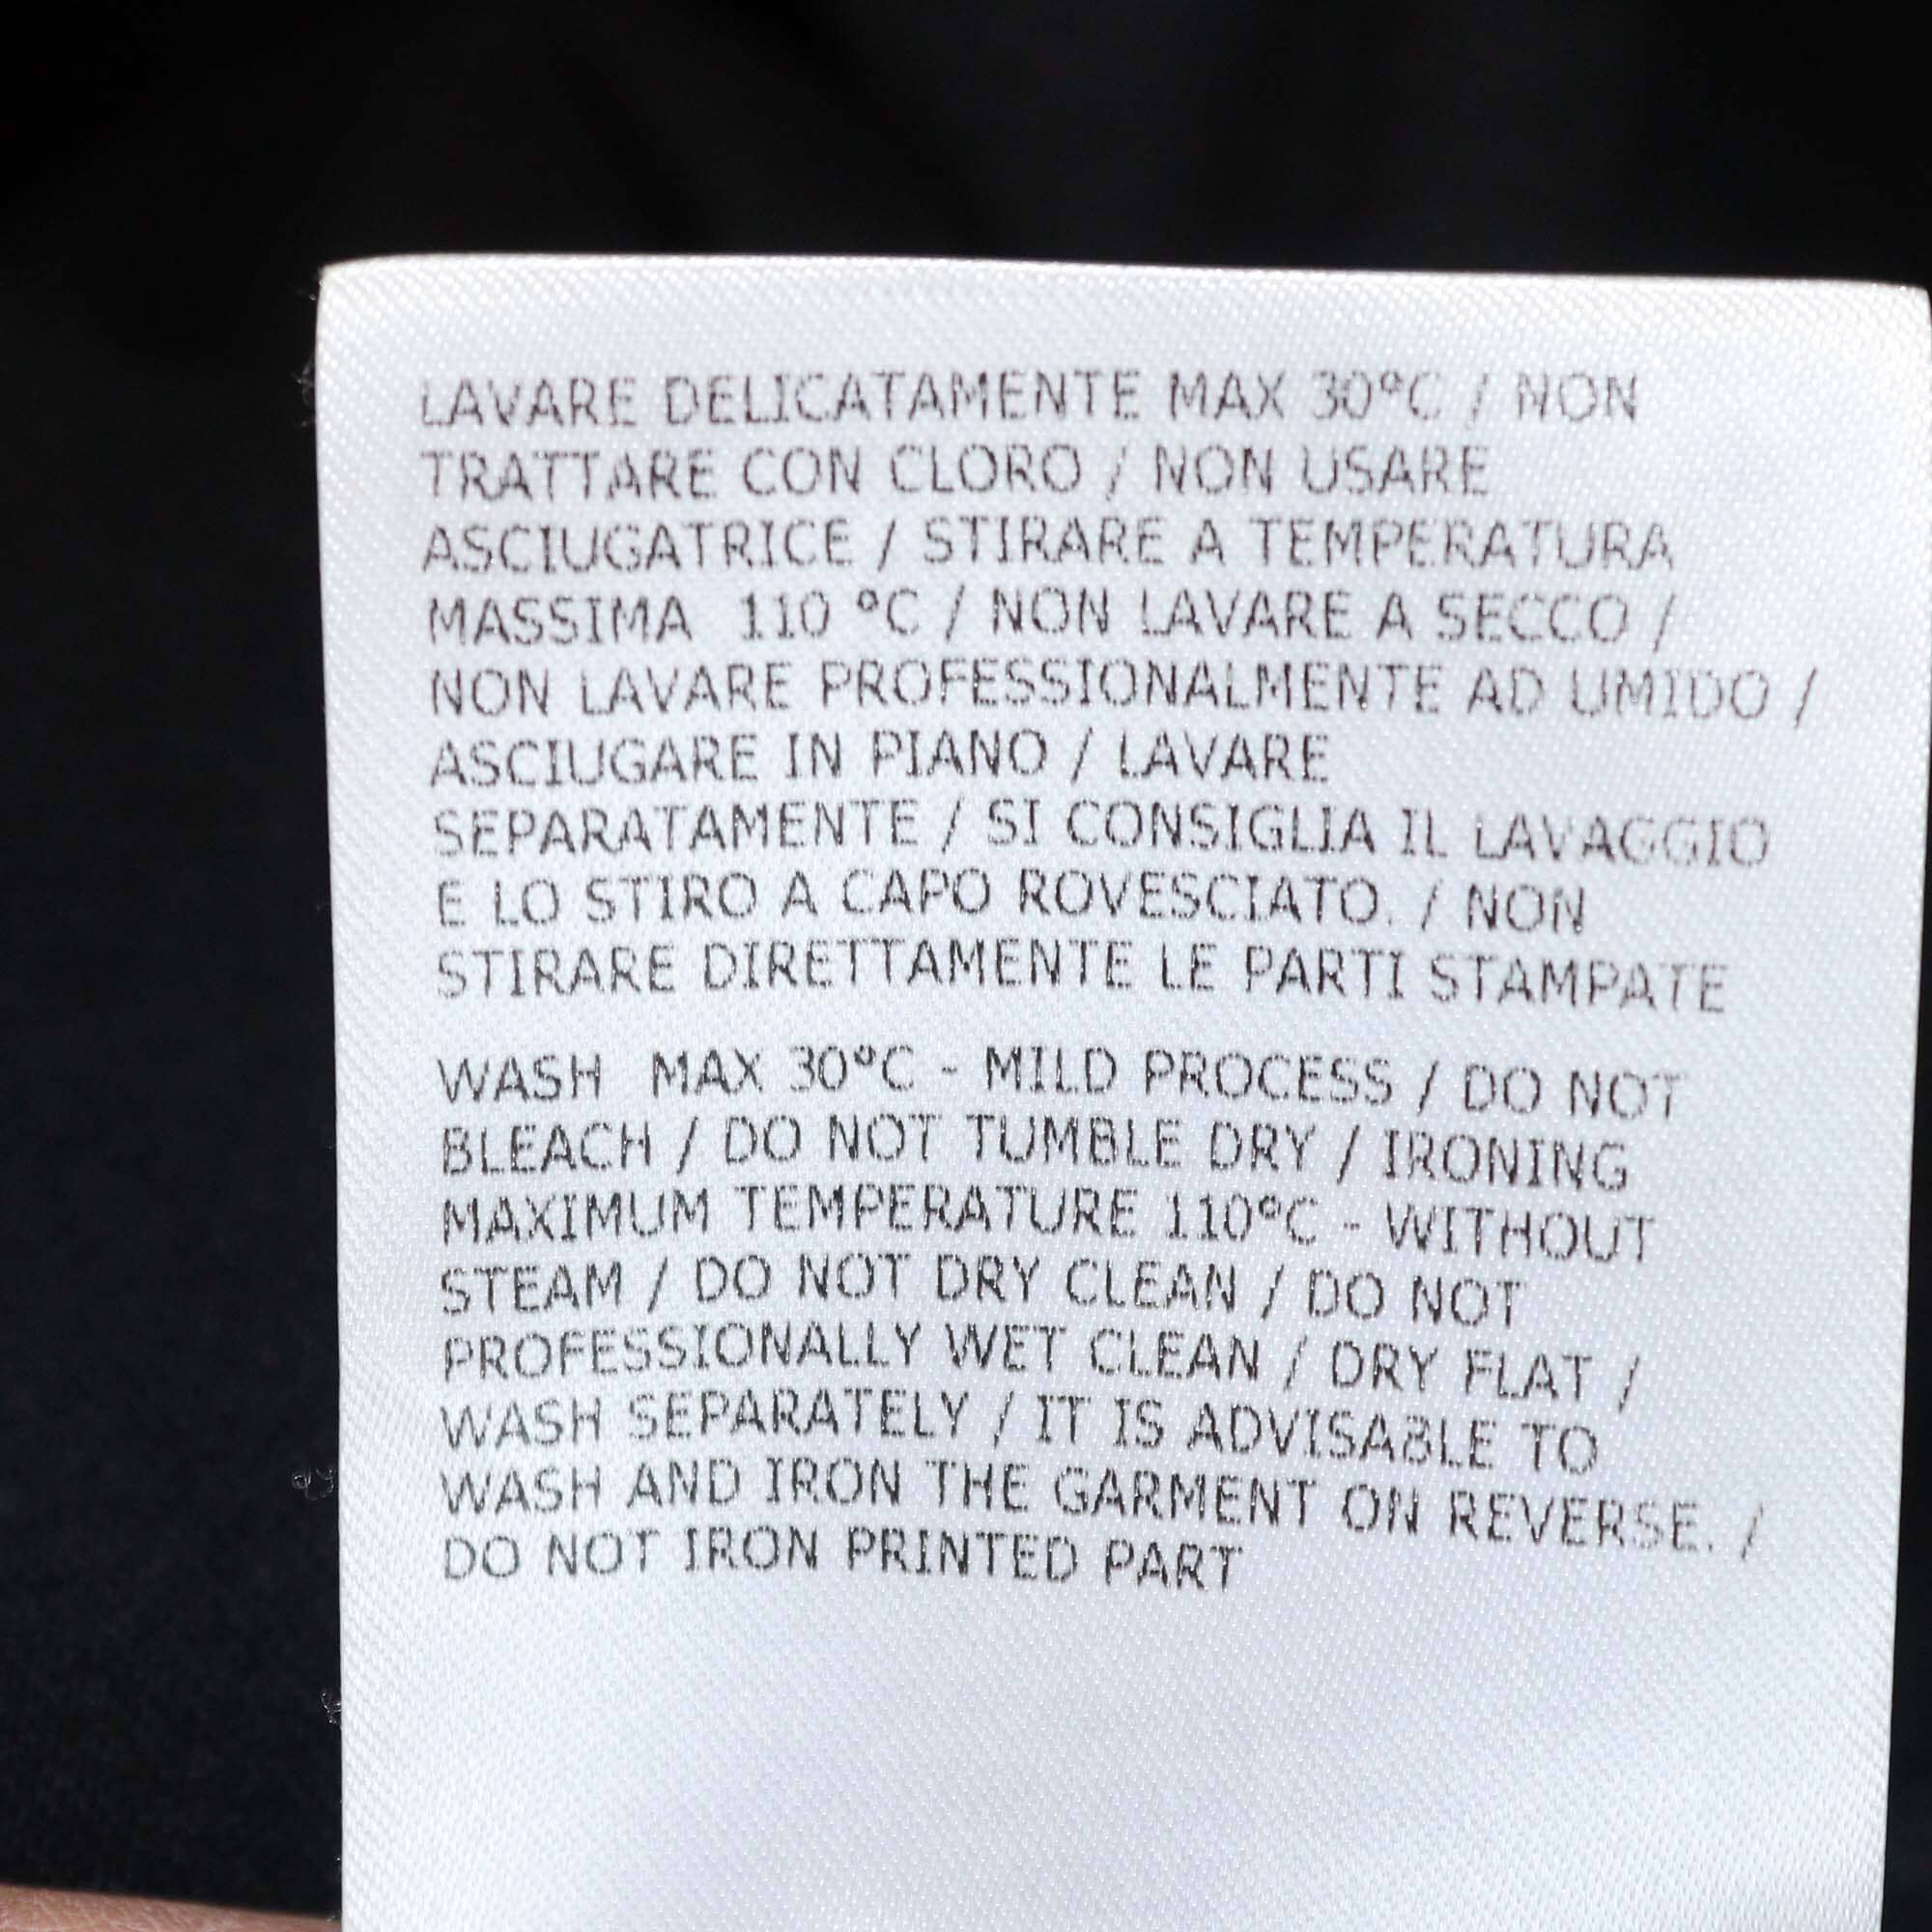 LAVARE DELICATAMENTE MAX 30°C / NON
TRATTARE CON CLORO / NON USARE
ASCIUGATRICE / STIRARE A TEMPERATURA
MASSIMA  110 °C / NON LAVARE A SECCO /
NON LAVARE PROFESSIONALMENTE AD UMIDO /
ASCIUGARE IN PIANO / LAVARE
SEPARATAMENTE / SI CONSIGLIA IL LAVAGGIO
E LO STIRO A CAPO ROVESCIATO. / NON
STIRARE DIRETTAMENTE LE PARTI STAMPATE
WASH  MAX 30°C - MILD PROCESS / DO NOT
BLEACH / DO NOT TUMBLE DRY / IRONING
MAXIMUM TEMPERATURE 110°C - WITHOUT
STEAM / DO NOT DRY CLEAN / DO NOT
PROFESSIONALLY WET CLEAN / DRY FLAT /
WASH SEPARATELY / IT IS ADVISABLE TO
WASH AND IRON THE GARMENT ON REVERSE. /
DO NOT IRON PRINTED PART